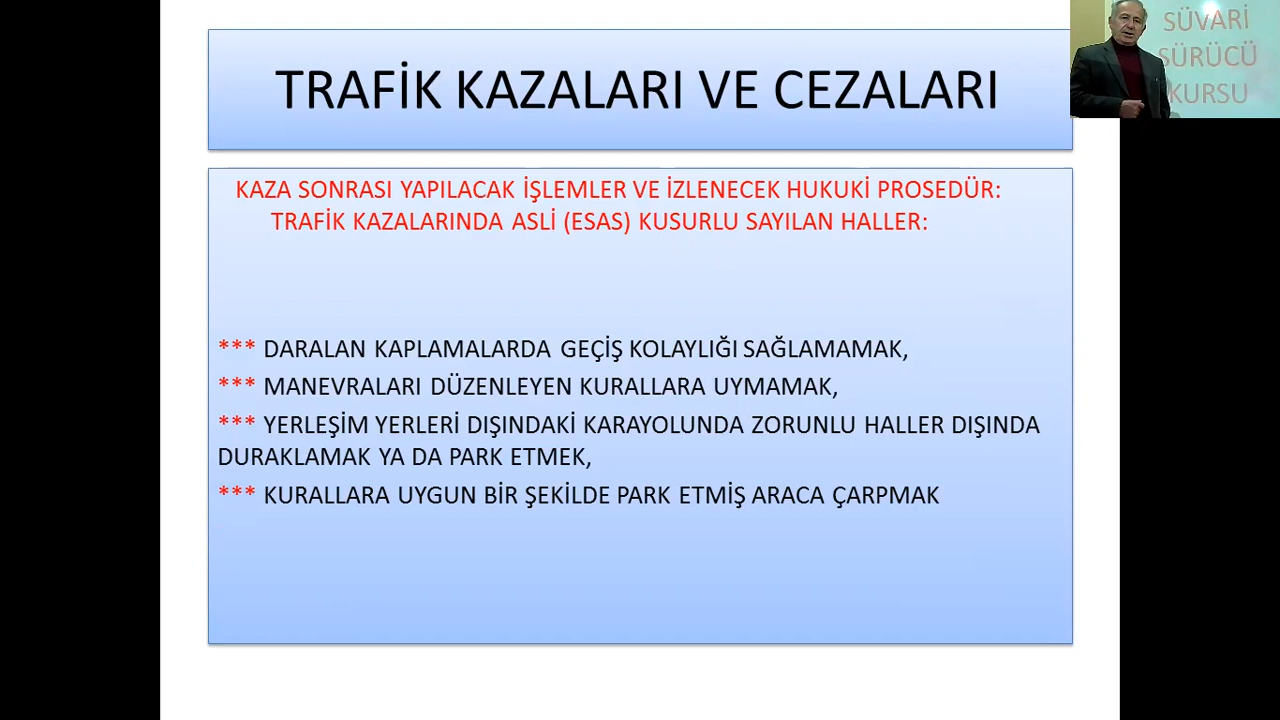 TRAFİK KAZALARI VE CEZALARI
SÜVARİ
SÜRÜCÜ
KURSU
KAZA SONRASI YAPILACAK İŞLEMLER VE İZLENECEK HUKUKİ PROSEDÜR:
TRAFİK KAZALARINDA ASLİ (ESAS) KUSURLU SAYILAN HALLER:
*** DARALAN KAPLAMALARDA GEÇİŞ KOLAYLIĞI SAĞLAMAMAK,
*** MANEVRALARI DÜZENLEYEN KURALLARA UYMAMAK,
*** YERLEŞİM YERLERİ DIŞINDAKİ KARAYOLUNDA ZORUNLU HALLER DIŞINDA
DURAKLAMAK YA DA PARK ETMEK,
*** KURALLARA UYGUN BİR ŞEKİLDE PARK ETMİŞ ARACA ÇARPMAK